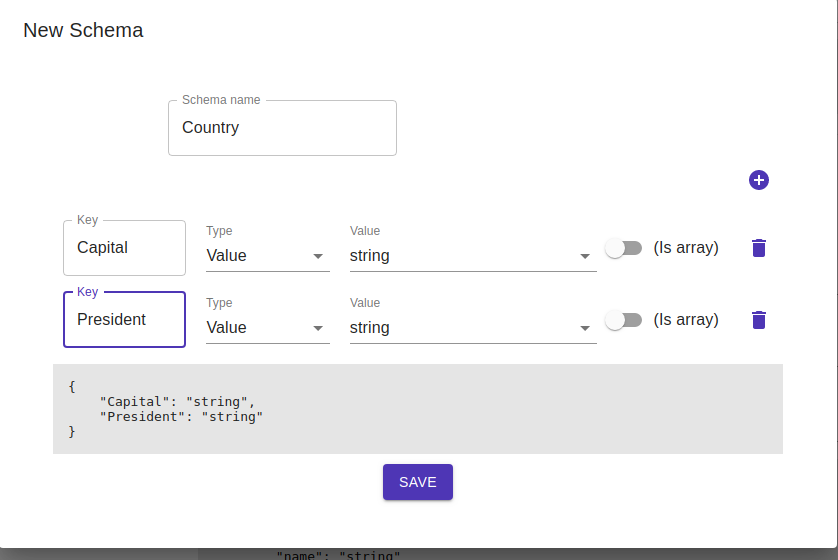 New Schema
Schema name
Country
Key
Type
Value
Capital
Value
string
(Is array)
Key
Type
Value
President
Value
string
(Is array)
{
    "Capital": "string",
    "President": "string"
}
SAVE
"name": "string"